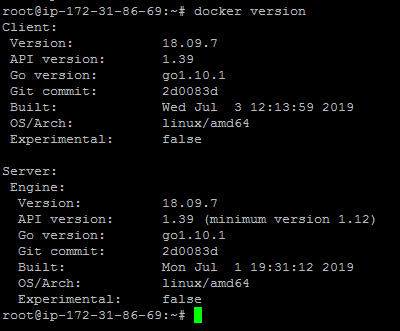 root@ip-172-31-86-69:~# docker version
Client:
 Version:           18.09.7
 API version:       1.39
 Go version:        go1.10.1
 Git commit:        2d0083d
 Built:             Wed Jul  3 12:13:59 2019
 OS/Arch:           linux/amd64
 Experimental:      false

Server:
 Engine:
  Version:          18.09.7
  API version:      1.39 (minimum version 1.12)
  Go version:       go1.10.1
  Git commit:       2d0083d
  Built:            Mon Jul  1 19:31:12 2019
  OS/Arch:          linux/amd64
  Experimental:     false
root@ip-172-31-86-69:~#